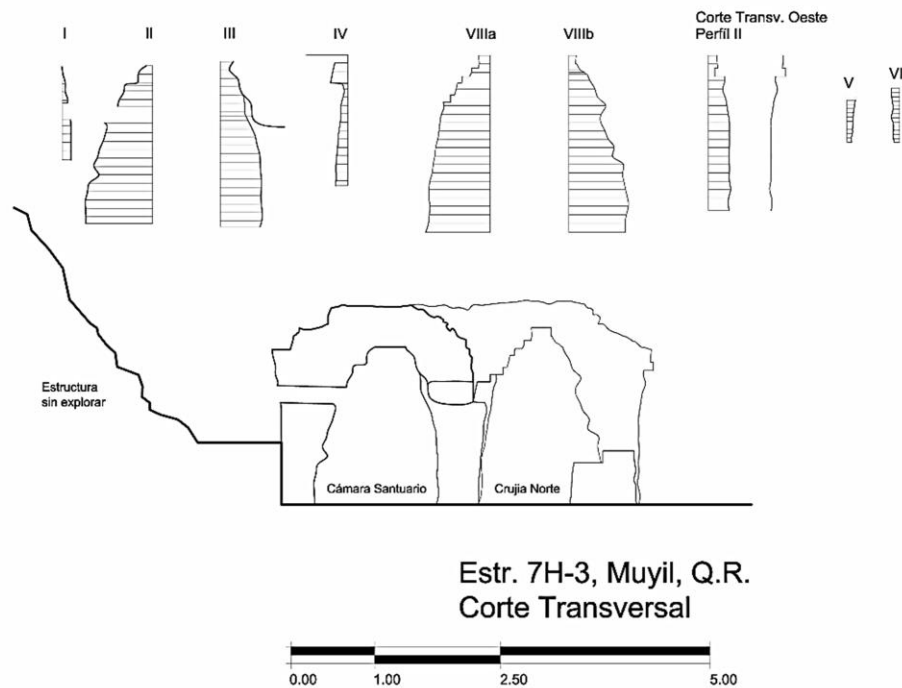 I
II
III
IV
VIIIa
VIIIb
Corte Transv. Oeste
Perfíl II
V
VI
Estructura
sin explorar
Cámara Santuario
Crujia Norte
Estr. 7H-3, Muyil, Q.R.
Corte Transversal
0.00 1.00 2.50 5.00